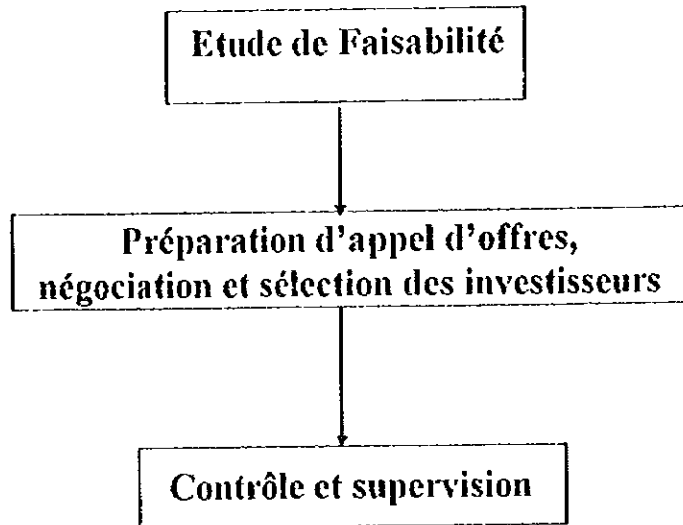 Etude de Faisabilité
Préparation d'appel d'offres,
négociation et sélection des investisseurs
Contrôle et supervision